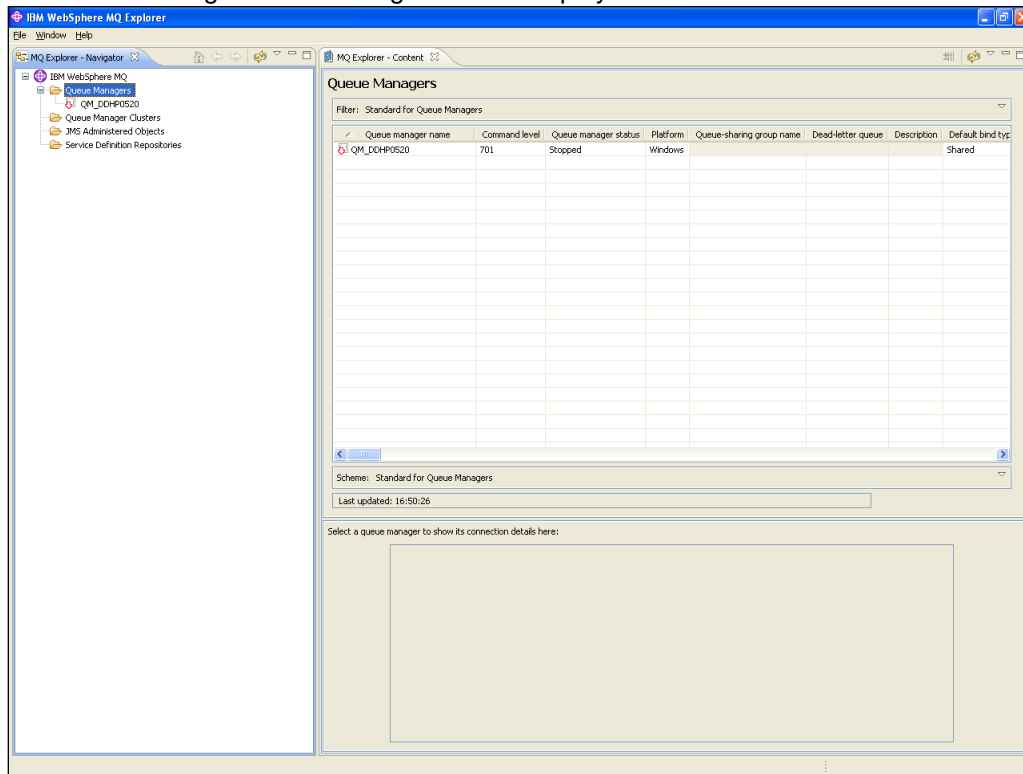 IBM WebSphere MQ Explorer
File Window Help
MQ Explorer - Navigator
IBM WebSphere MQ
Queue Managers
QM_DDHP0520
Queue Manager Clusters
JMS Administered Objects
Service Definition Repositories
MQ Explorer - Content
Queue Managers
Filter: Standard for Queue Managers
Queue manager name Command level Queue manager status Platform Queue-sharing group name Dead-letter queue Description Default bind typ
QM_DDHP0520 701 Stopped Windows Shared
Scheme: Standard for Queue Managers
Last updated: 16:50:26
Select a queue manager to show its connection details here: